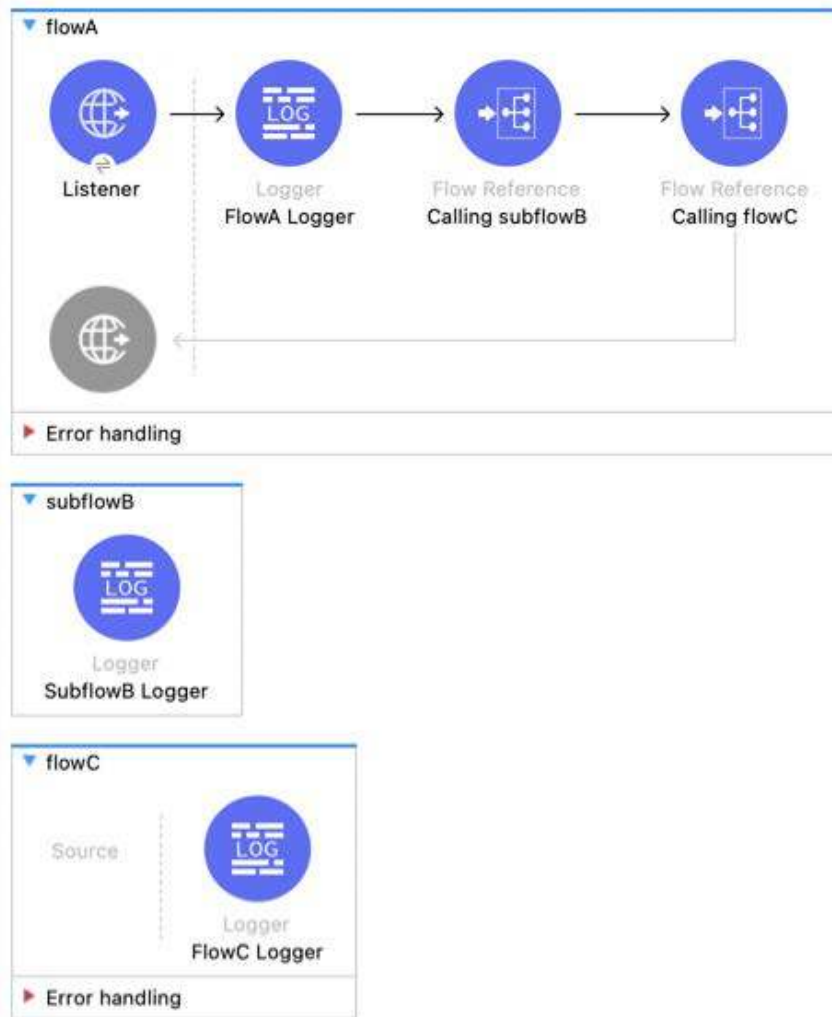 flowA
Listener
LOG
Logger
FlowA Logger
Flow Reference
Calling subflowB
Flow Reference
Calling flowC
Error handling
subflowB
LOG
Logger
SubflowB Logger
flowC
Source
LOG
Logger
FlowC Logger
Error handling